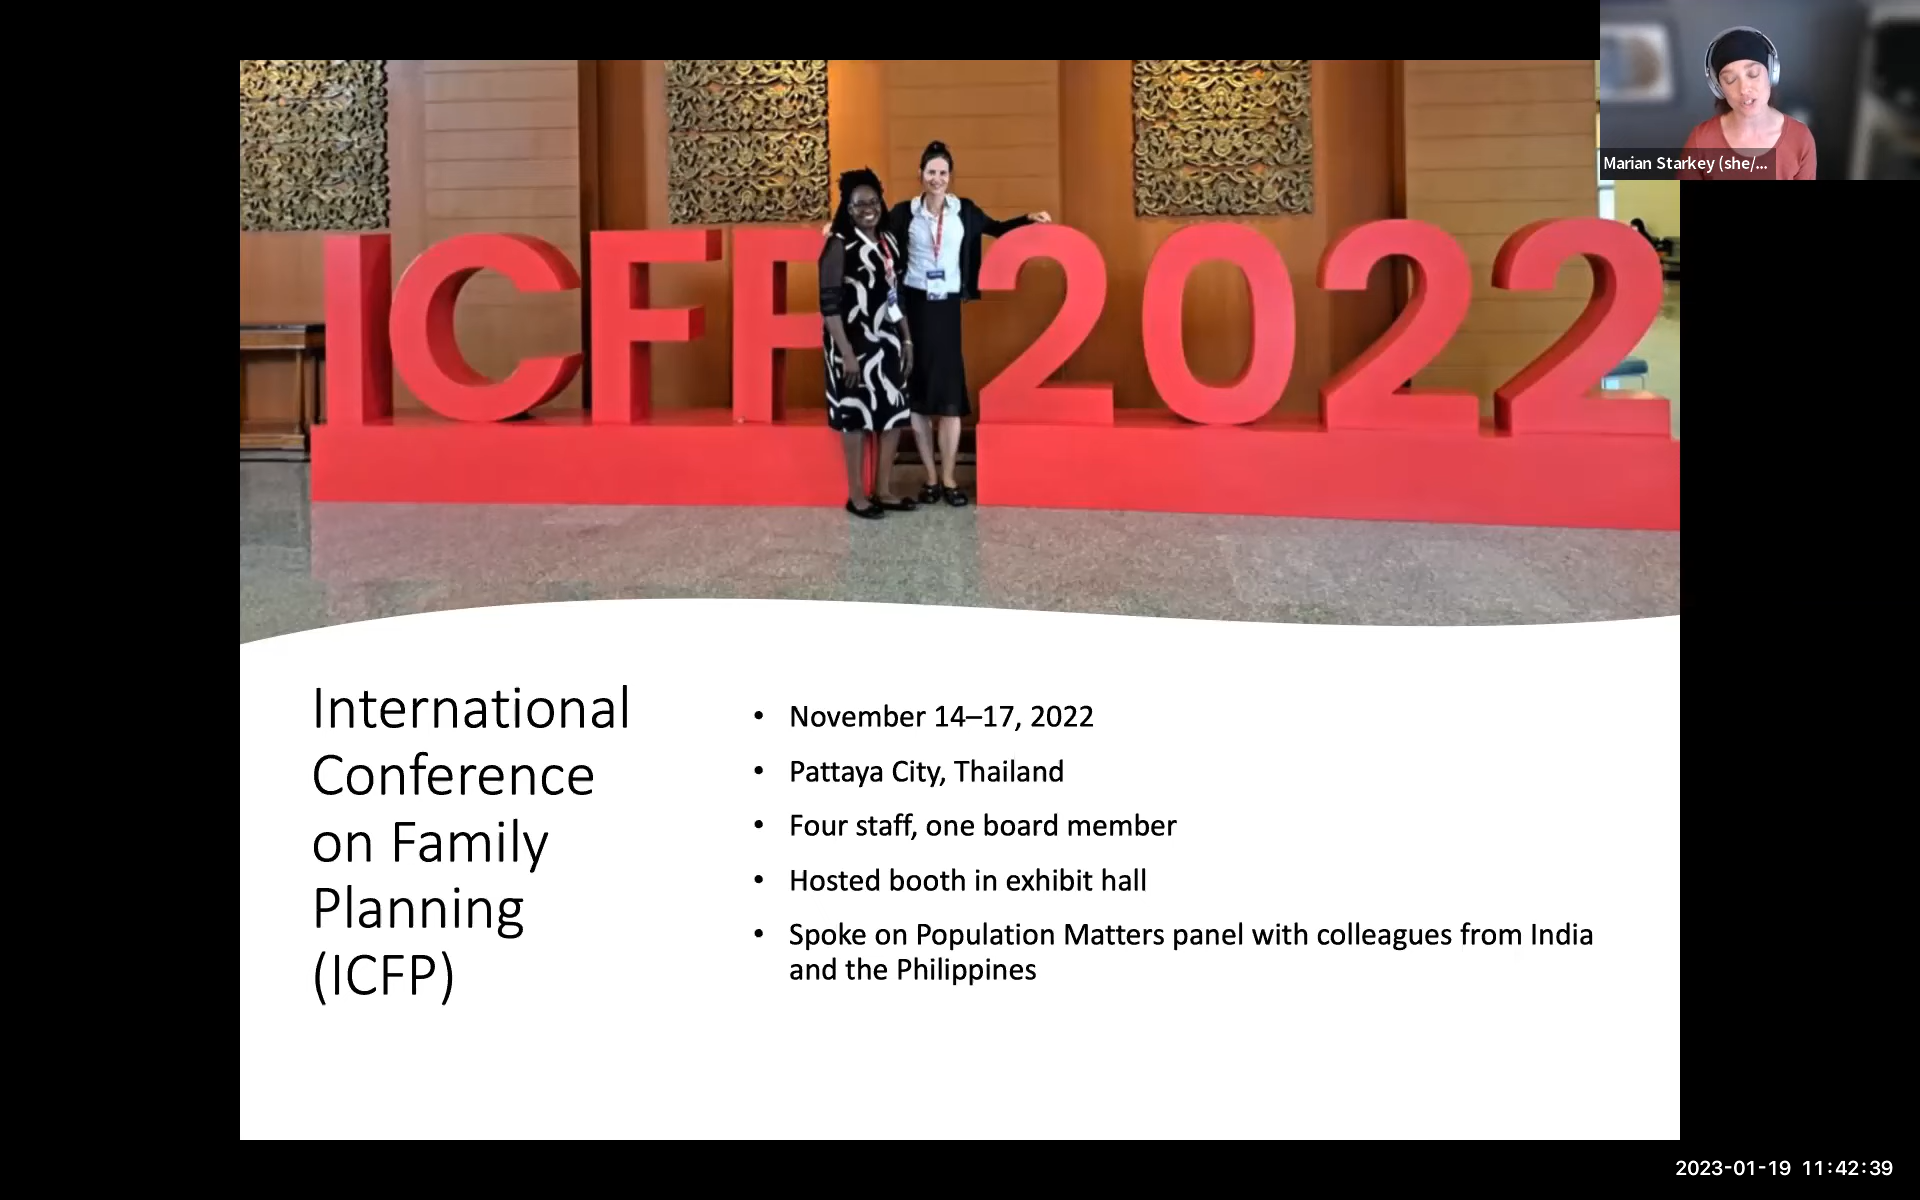 ICFP 2022
Marian Starkey (she/...
International
Conference
on Family
Planning
(ICFP)
• November 14–17, 2022
• Pattaya City, Thailand
• Four staff, one board member
• Hosted booth in exhibit hall
• Spoke on Population Matters panel with colleagues from India
and the Philippines
2023-01-19 11:42:39